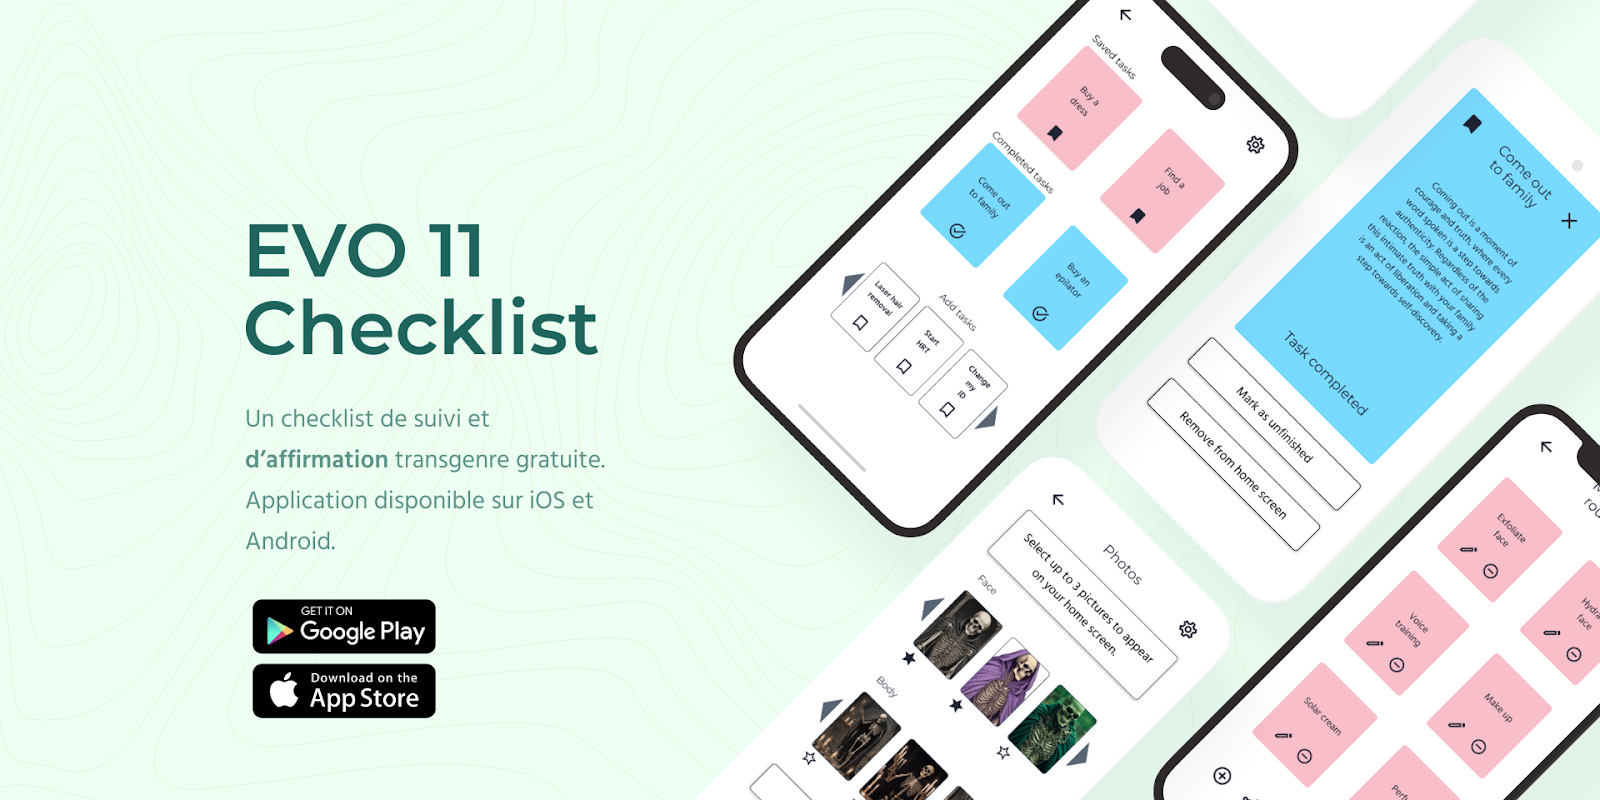 EVO 11
Checklist
Un checklist de suivi et
d’affirmation transgenre gratuite.
Application disponible sur iOS et
Android.
GET IT ON
Google Play
Download on the
App Store
Saved tasks
Buy a
dress
Find a
job
Completed tasks
Come out
to family
Buy an
epilator
Add tasks
Laser hair
removal
Start
HRT
Change
my
ID
Come out
to family
Coming out is a moment of
courage and truth, where every
word spoken is a step towards
authenticity. Regardless of the
reaction, the simple act of sharing
this intimate truth with your family
is an act of liberation and taking a
step towards self-discovery.
Task completed
Mark as unfinished
Remove from home screen
Photos
Select up to 3 pictures to appear
on your home screen.
Face
Body
Exfoliate
face
Voice
training
face
Solar cream
Make up